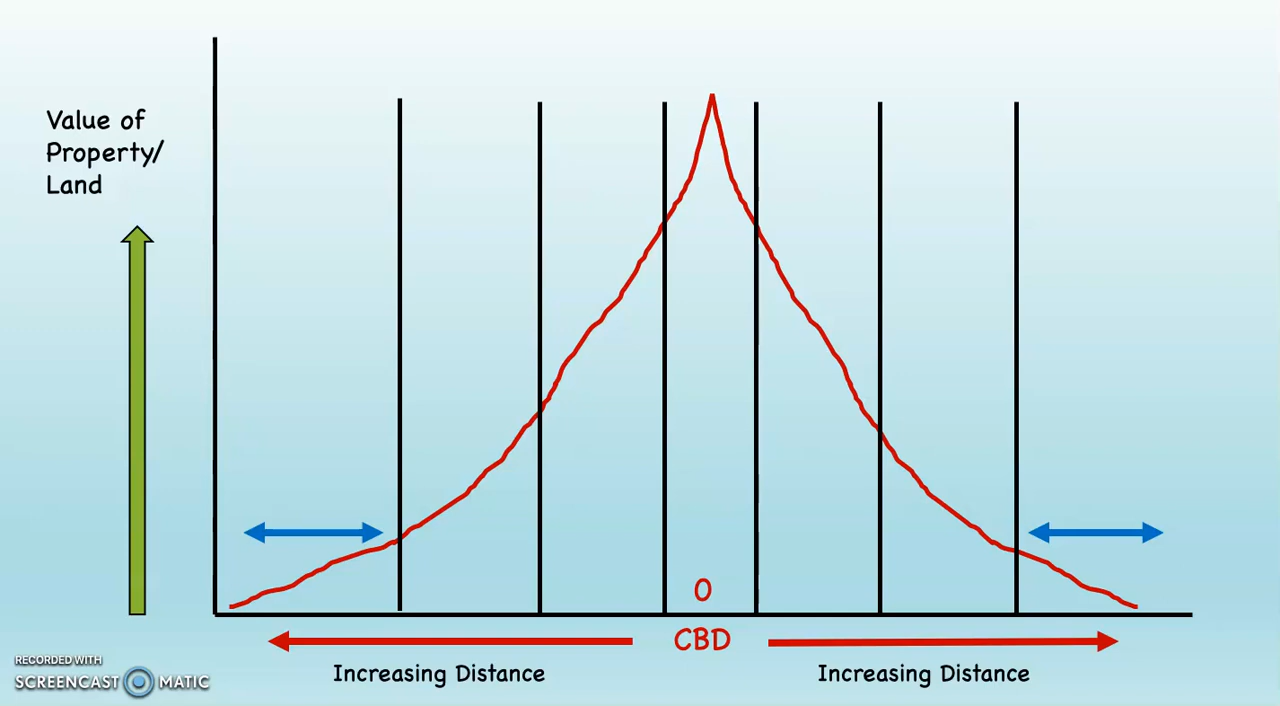 Value of
Property/
Land
0
CBD
Increasing Distance
Increasing Distance
RECORDED WITH
SCREENCAST MATIC